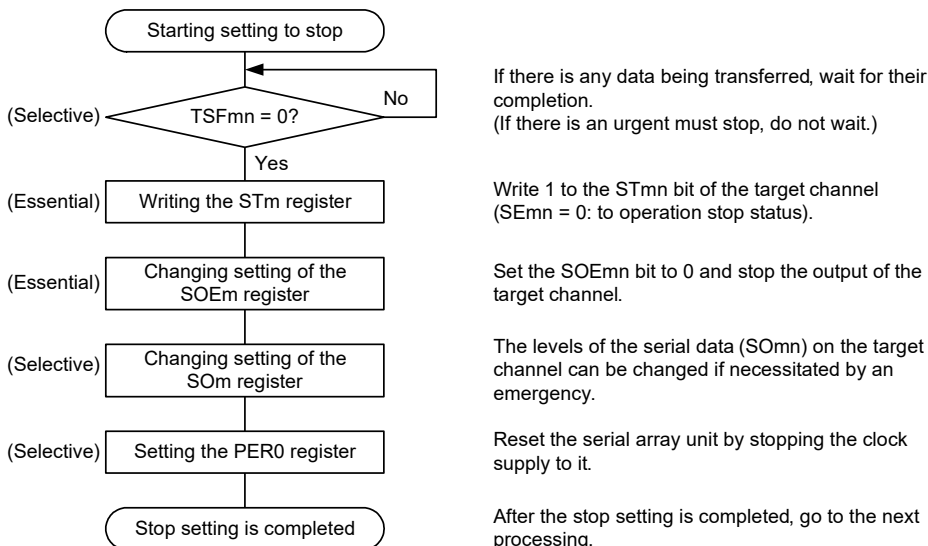 Starting setting to stop
If there is any data being transferred, wait for their
completion.
(If there is an urgent must stop, do not wait.)
No
(Selective)
TSFmn = 0?
Yes
(Essential)
Writing the STm register
Write 1 to the STmn bit of the target channel
(SEmn = 0: to operation stop status).
(Essential)
Changing setting of the
SOEm register
Set the SOEmn bit to 0 and stop the output of the
target channel.
(Selective)
Changing setting of the
SOm register
The levels of the serial data (SOmn) on the target
channel can be changed if necessitated by an
emergency.
(Selective)
Setting the PER0 register
Reset the serial array unit by stopping the clock
supply to it.
Stop setting is completed
After the stop setting is completed, go to the next
processing.